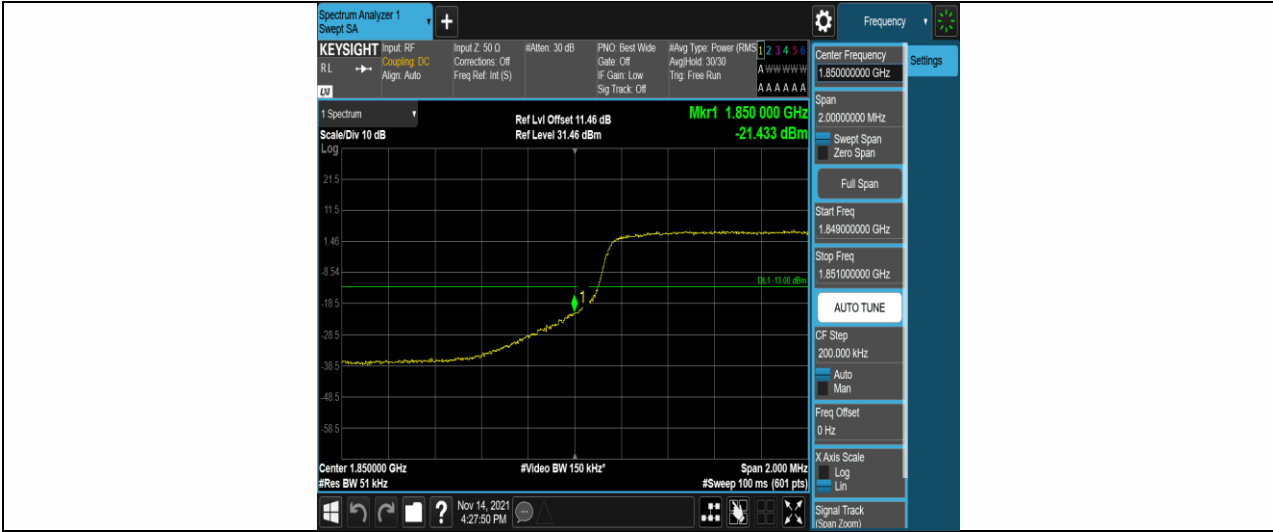 Spectrum Analyzer 1
Swept SA
+
Frequency
KEYSIGHT
RL
LXI
Input: RF
Coupling: DC
Align: Auto
Input Z: 50 Ω
Corrections: Off
Freq Ref: Int (S)
#Atten: 30 dB
PNO: Best Wide
Gate: Off
IF Gain: Low
Sig Track: Off
#Avg Type: Power (RMS
Avg|Hold: 30/30
Trig: Free Run
1 2 3 4 5 6
A W W W W W
A A A A A A
1 Spectrum
Scale/Div 10 dB
Log
Ref Lvl Offset 11.46 dB
Ref Level 31.46 dBm
Mkr1 1.850 000 GHz
-21.433 dBm
21.5
11.5
1.46
-8.54
-18.5
-28.5
-38.5
-48.5
-58.5
DL1 -13.00 dBm
1
Center 1.850000 GHz
#Res BW 51 kHz
#Video BW 150 kHz*
Span 2.000 MHz
#Sweep 100 ms (601 pts)
Center Frequency
1.850000000 GHz
Span
2.00000000 MHz
Swept Span
Zero Span
Full Span
Start Freq
1.849000000 GHz
Stop Freq
1.851000000 GHz
AUTO TUNE
CF Step
200.000 kHz
Auto
Man
Freq Offset
0 Hz
X Axis Scale
Log
Lin
Signal Track
(Span Zoom)
Settings
?
Nov 14, 2021
4:27:50 PM